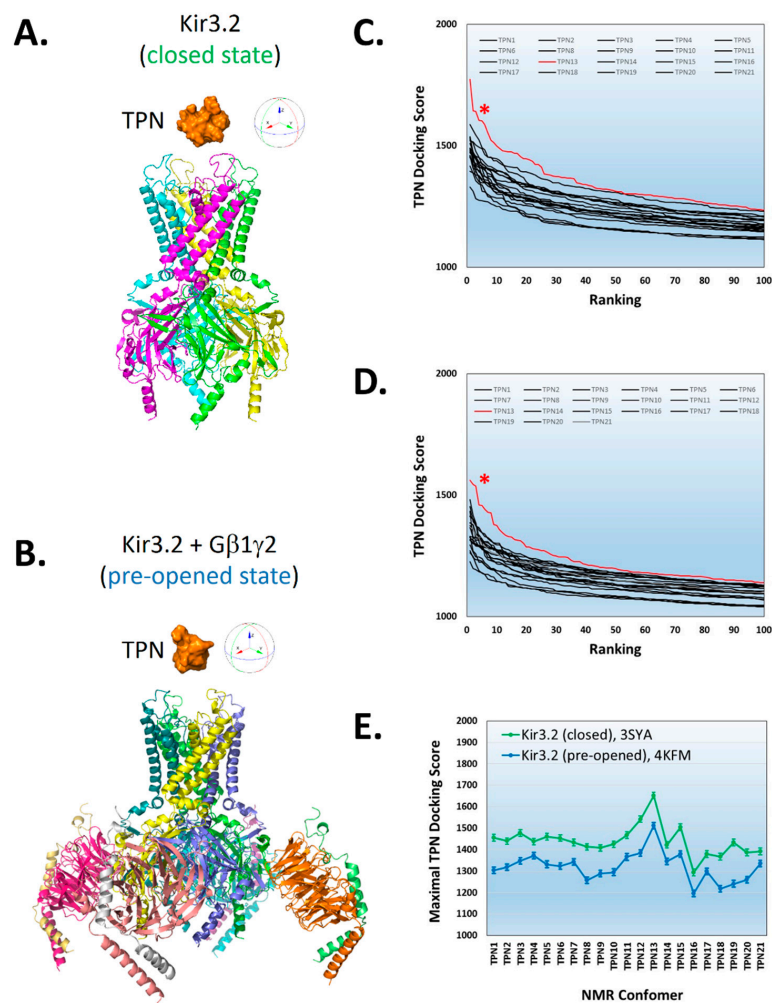 A.
Kir3.2
(closed state)
TPN
B.
Kir3.2 + Gβ1γ2
(pre-opened state)
TPN
C.
2000
1500
1000
TPN Docking Score
TPN1 TPN2 TPN3 TPN4 TPN5
TPN6 TPN8 TPN9 TPN10 TPN11
TPN12 TPN13 TPN14 TPN15 TPN16
TPN17 TPN18 TPN19 TPN20 TPN21
*
0 10 20 30 40 50 60 70 80 90 100
Ranking
D.
2000
1500
1000
TPN Docking Score
TPN1 TPN2 TPN3 TPN4 TPN5 TPN6
TPN7 TPN8 TPN9 TPN10 TPN11 TPN12
TPN13 TPN14 TPN15 TPN16 TPN17 TPN18
TPN19 TPN20 TPN21
*
0 10 20 30 40 50 60 70 80 90 100
Ranking
E.
Maximal TPN Docking Score
2000
1900
1800
1700
1600
1500
1400
1300
1200
1100
1000
Kir3.2 (closed), 3SYA
Kir3.2 (pre-opened), 4KFM
TPN1 TPN2 TPN3 TPN4 TPN5 TPN6 TPN7 TPN8 TPN9 TPN10 TPN11 TPN12 TPN13 TPN14 TPN15 TPN16 TPN17 TPN18 TPN19 TPN20 TPN21
NMR Confomer